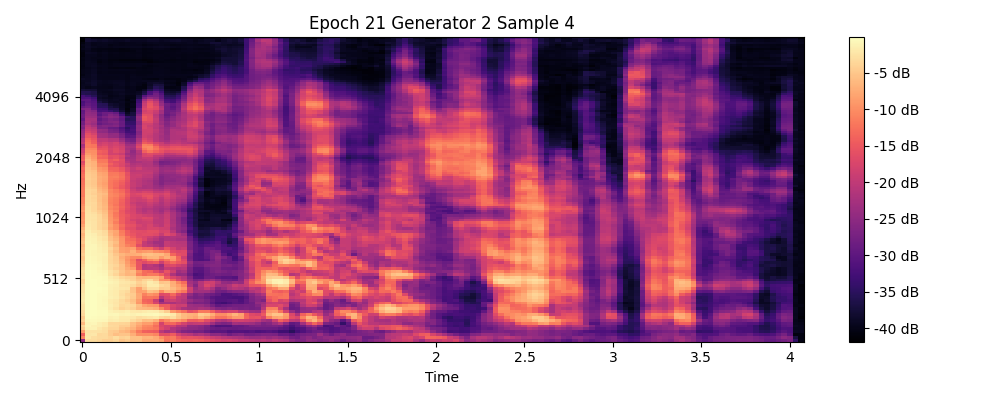 Epoch 21 Generator 2 Sample 4
Hz
4096
2048
1024
512
0
0 0.5 1 1.5 2 2.5 3 3.5 4
Time
-5 dB
-10 dB
-15 dB
-20 dB
-25 dB
-30 dB
-35 dB
-40 dB